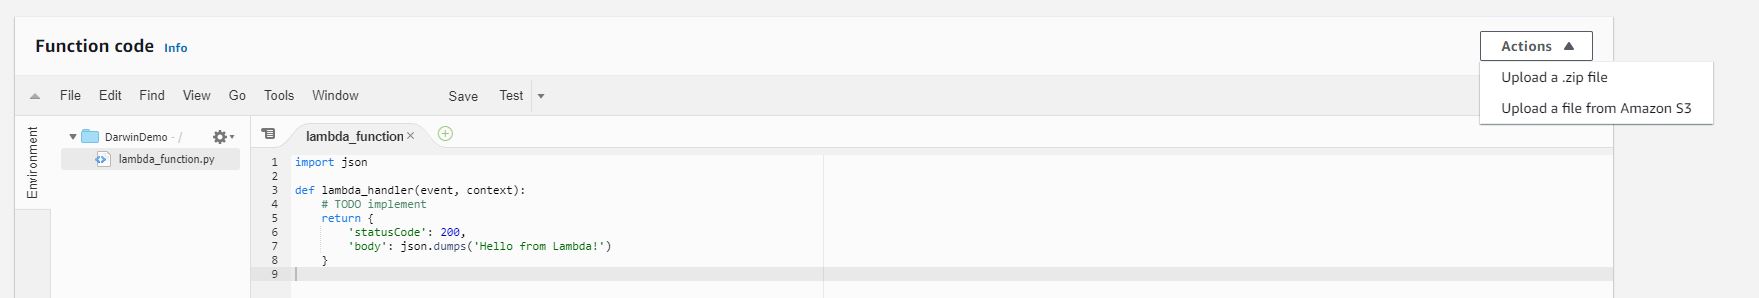 Function code Info
Actions
Upload a .zip file
Upload a file from Amazon S3
File Edit Find View Go Tools Window Save Test
Environment
DarwinDemo - /
lambda_function.py
lambda_function
1 import json
2
3 def lambda_handler(event, context):
4     # TODO implement
5     return {
6         'statusCode': 200,
7         'body': json.dumps('Hello from Lambda!')
8     }
9